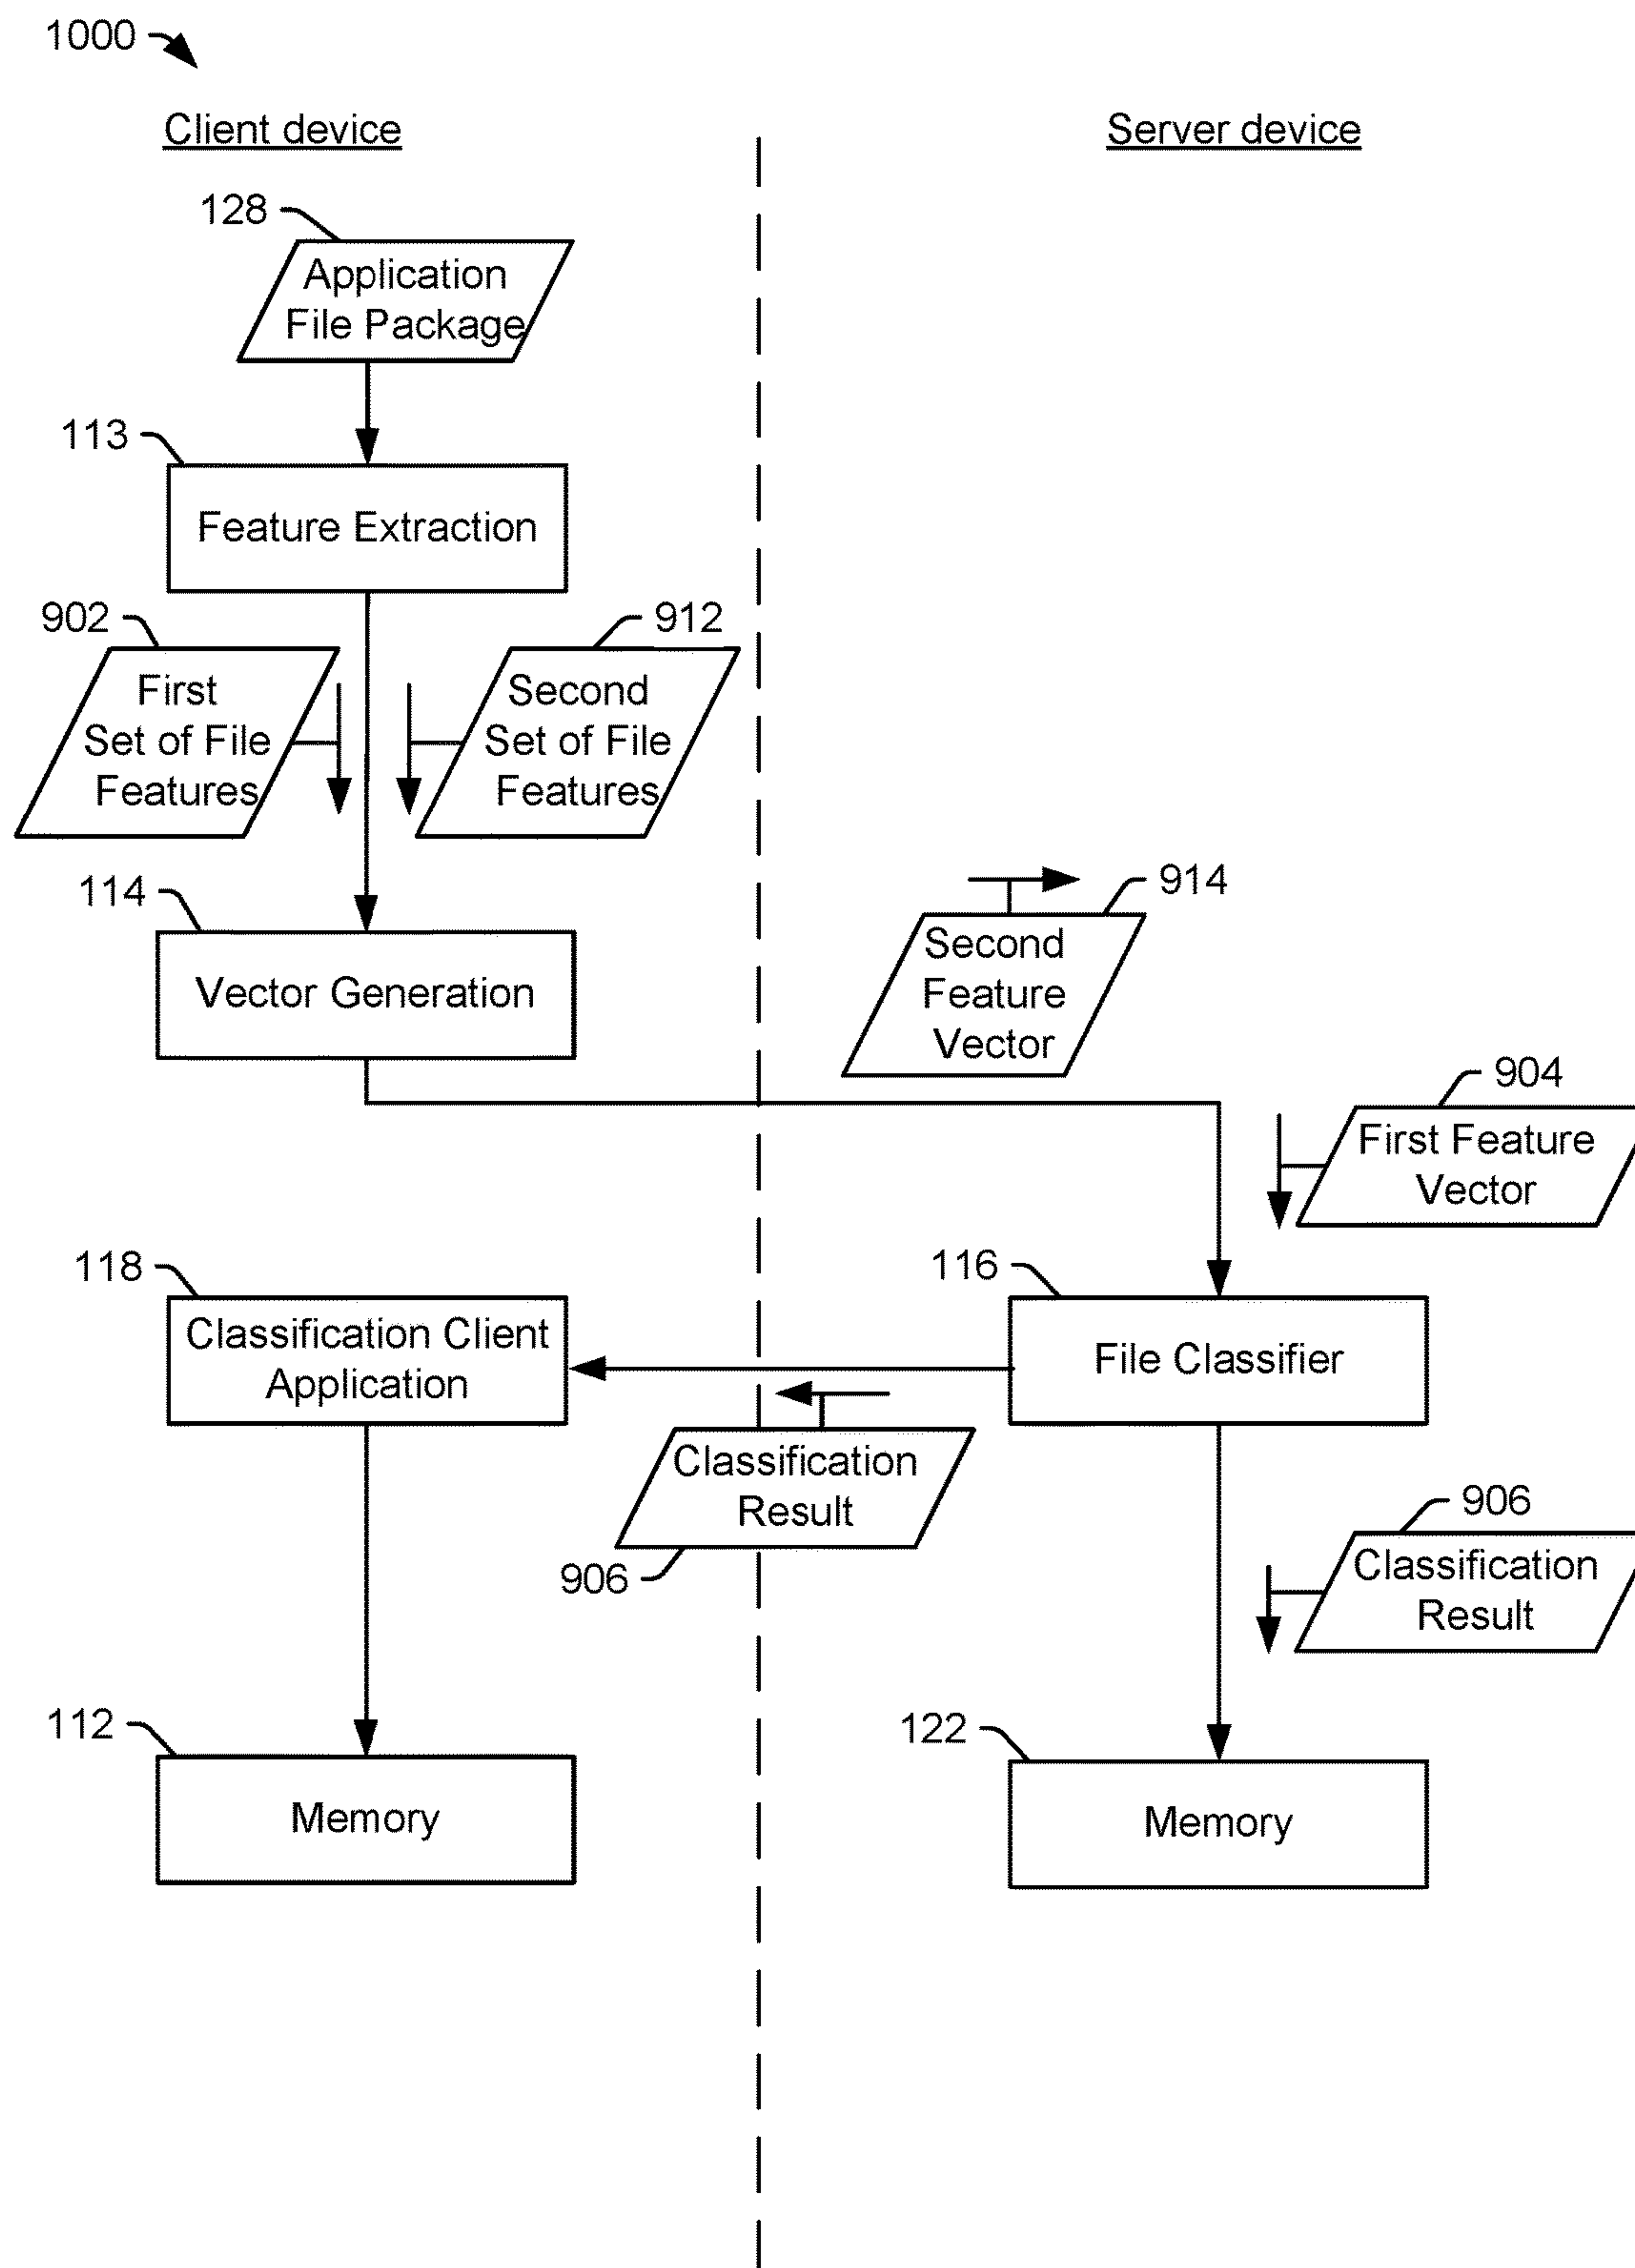 1000
Client device
Server device
128
Application
File Package
113
Feature Extraction
902
912
First
Set of File
Features
Second
Set of File
Features
114
Vector Generation
914
Second
Feature
Vector
904
First Feature
Vector
118
Classification Client
Application
116
File Classifier
Classification
Result
906
906
Classification
Result
112
Memory
122
Memory